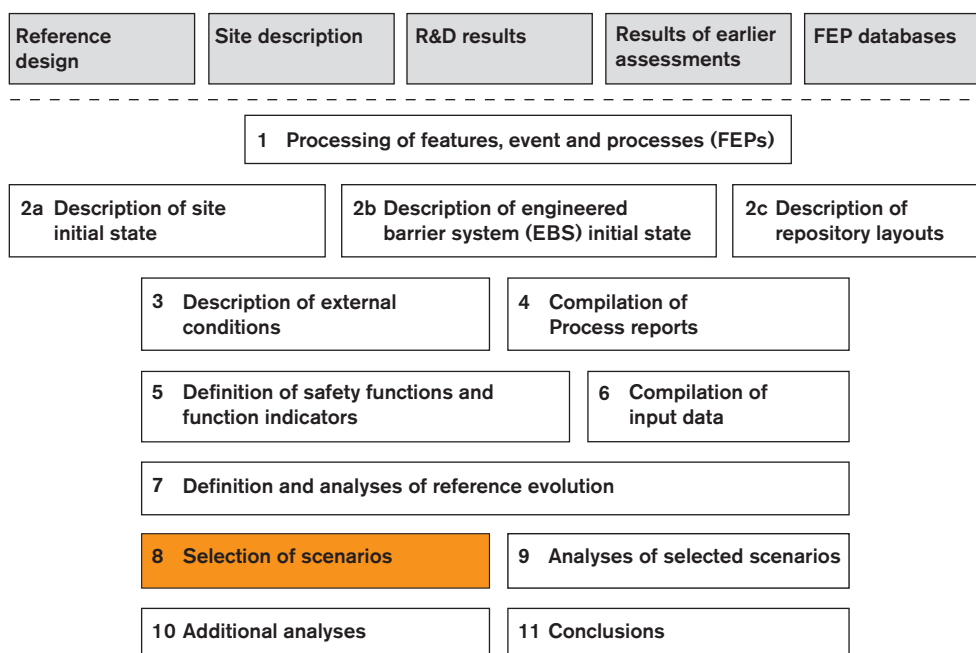 Reference
design
Site description
R&D results
Results of earlier
assessments
FEP databases
1 Processing of features, event and processes (FEPs)
2a Description of site
initial state
2b Description of engineered
barrier system (EBS) initial state
2c Description of
repository layouts
3 Description of external
conditions
4 Compilation of
Process reports
5 Definition of safety functions and
function indicators
6 Compilation of
input data
7 Definition and analyses of reference evolution
8 Selection of scenarios
9 Analyses of selected scenarios
10 Additional analyses
11 Conclusions